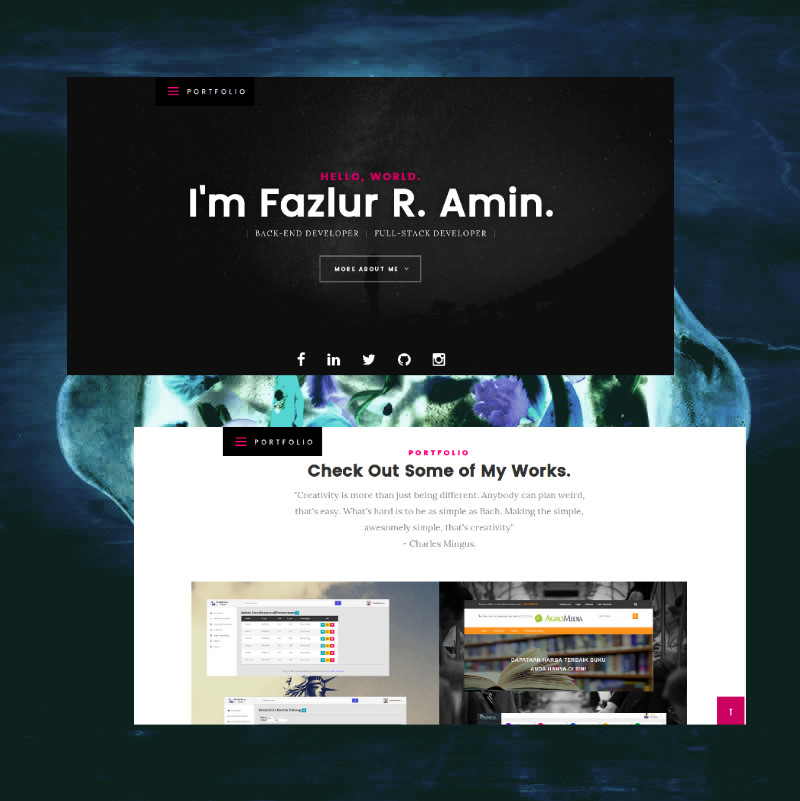 PORTFOLIO
HELLO, WORLD.
I'm Fazlur R. Amin.
| BACK-END DEVELOPER | FULL-STACK DEVELOPER |
MORE ABOUT ME
PORTFOLIO
PORTFOLIO
Check Out Some of My Works.
"Creativity is more than just being different. Anybody can plan weird,
that's easy. What's hard is to be as simple as Bach. Making the simple,
awesomely simple, that's creativity"
- Charles Mingus.
AGROMEDIA
DAPATKAN HARGA TERBAIK BUKU
ANDA HANYA DI SINI